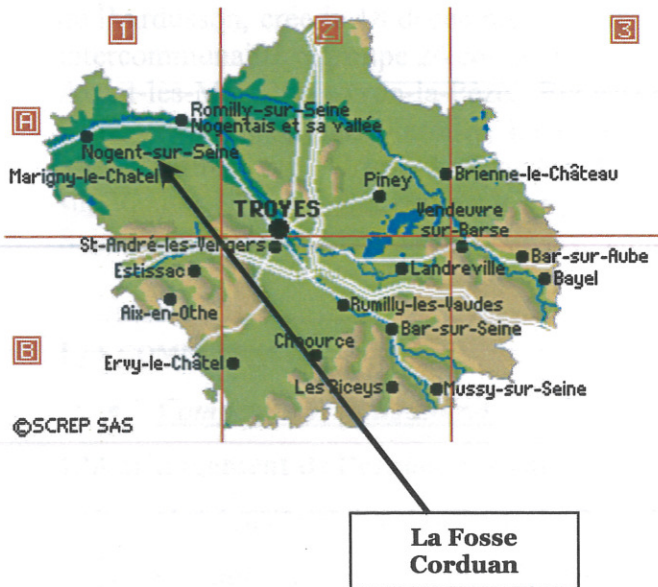 1
2
3
A
Romilly-sur-Seine
Nogentais et sa vallée
Nogent-sur-Seine
Marigny-le-Chatel
Piney
Brienne-le-Château
TROYES
Vendeuvre
sur-Barse
St-André-les-Vergers
Bar-sur-Aube
Estissac
Landreville
Bayel
Aix-en-Othe
Rumilly-les-Vaudes
Bar-sur-Seine
B
Chaource
Ervy-le-Châtel
Les Riceys
Mussy-sur-Seine
©SCREP SAS
La Fosse
Corduan